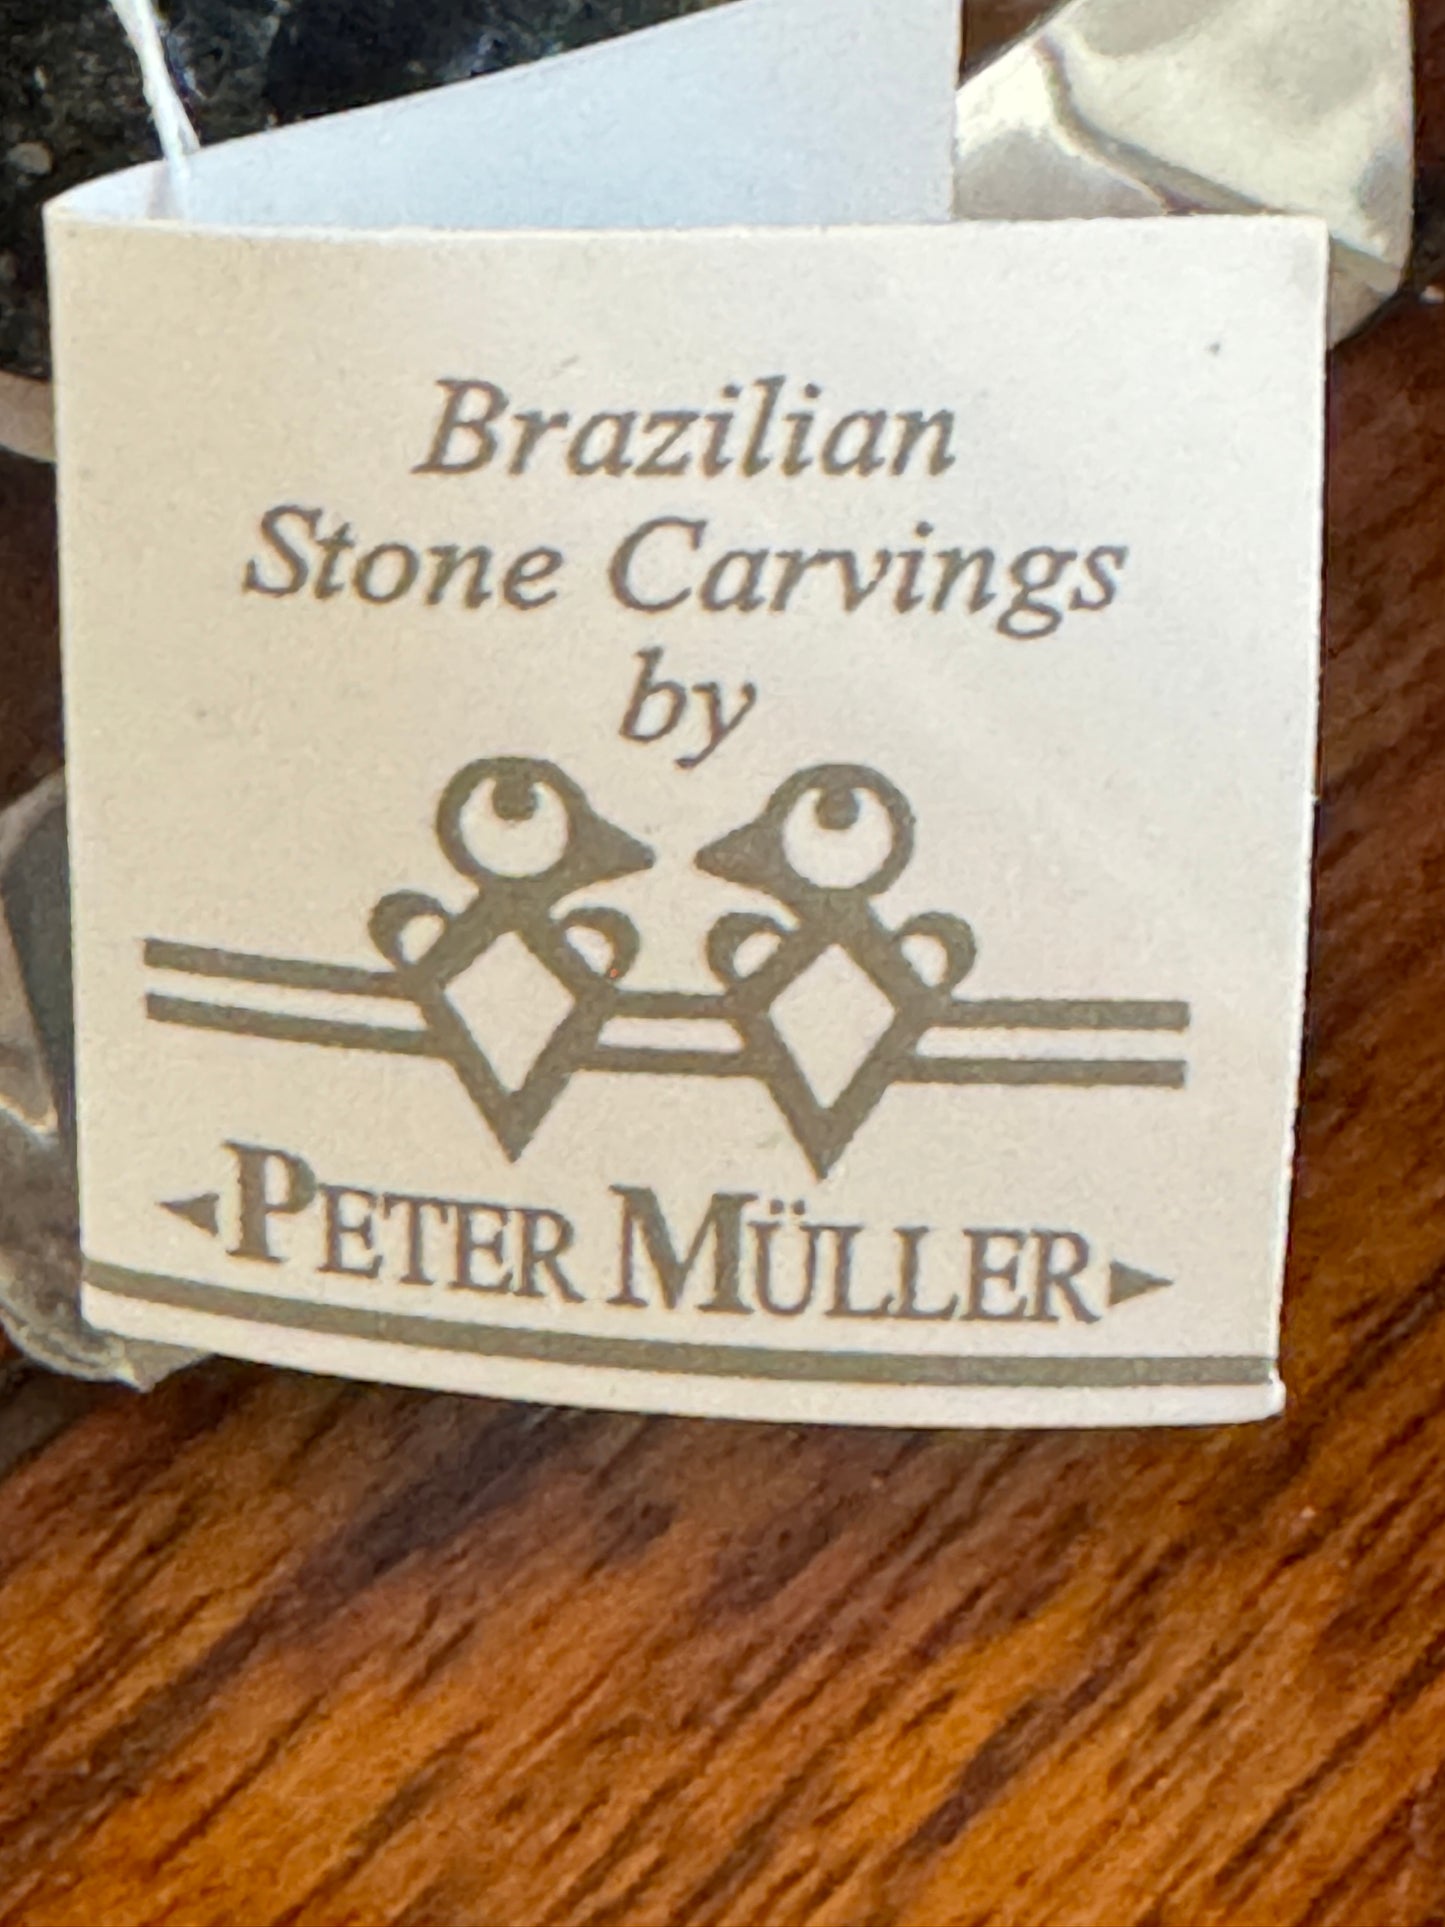 Brazilian
Stone Carvings
by
PETER MÜLLER